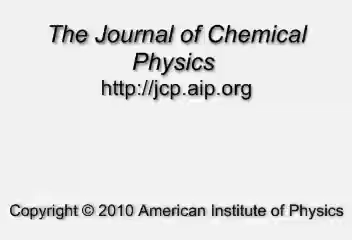 The Journal of Chemical
Physics
http://jcp.aip.org
Copyright © 2010 American Institute of Physics